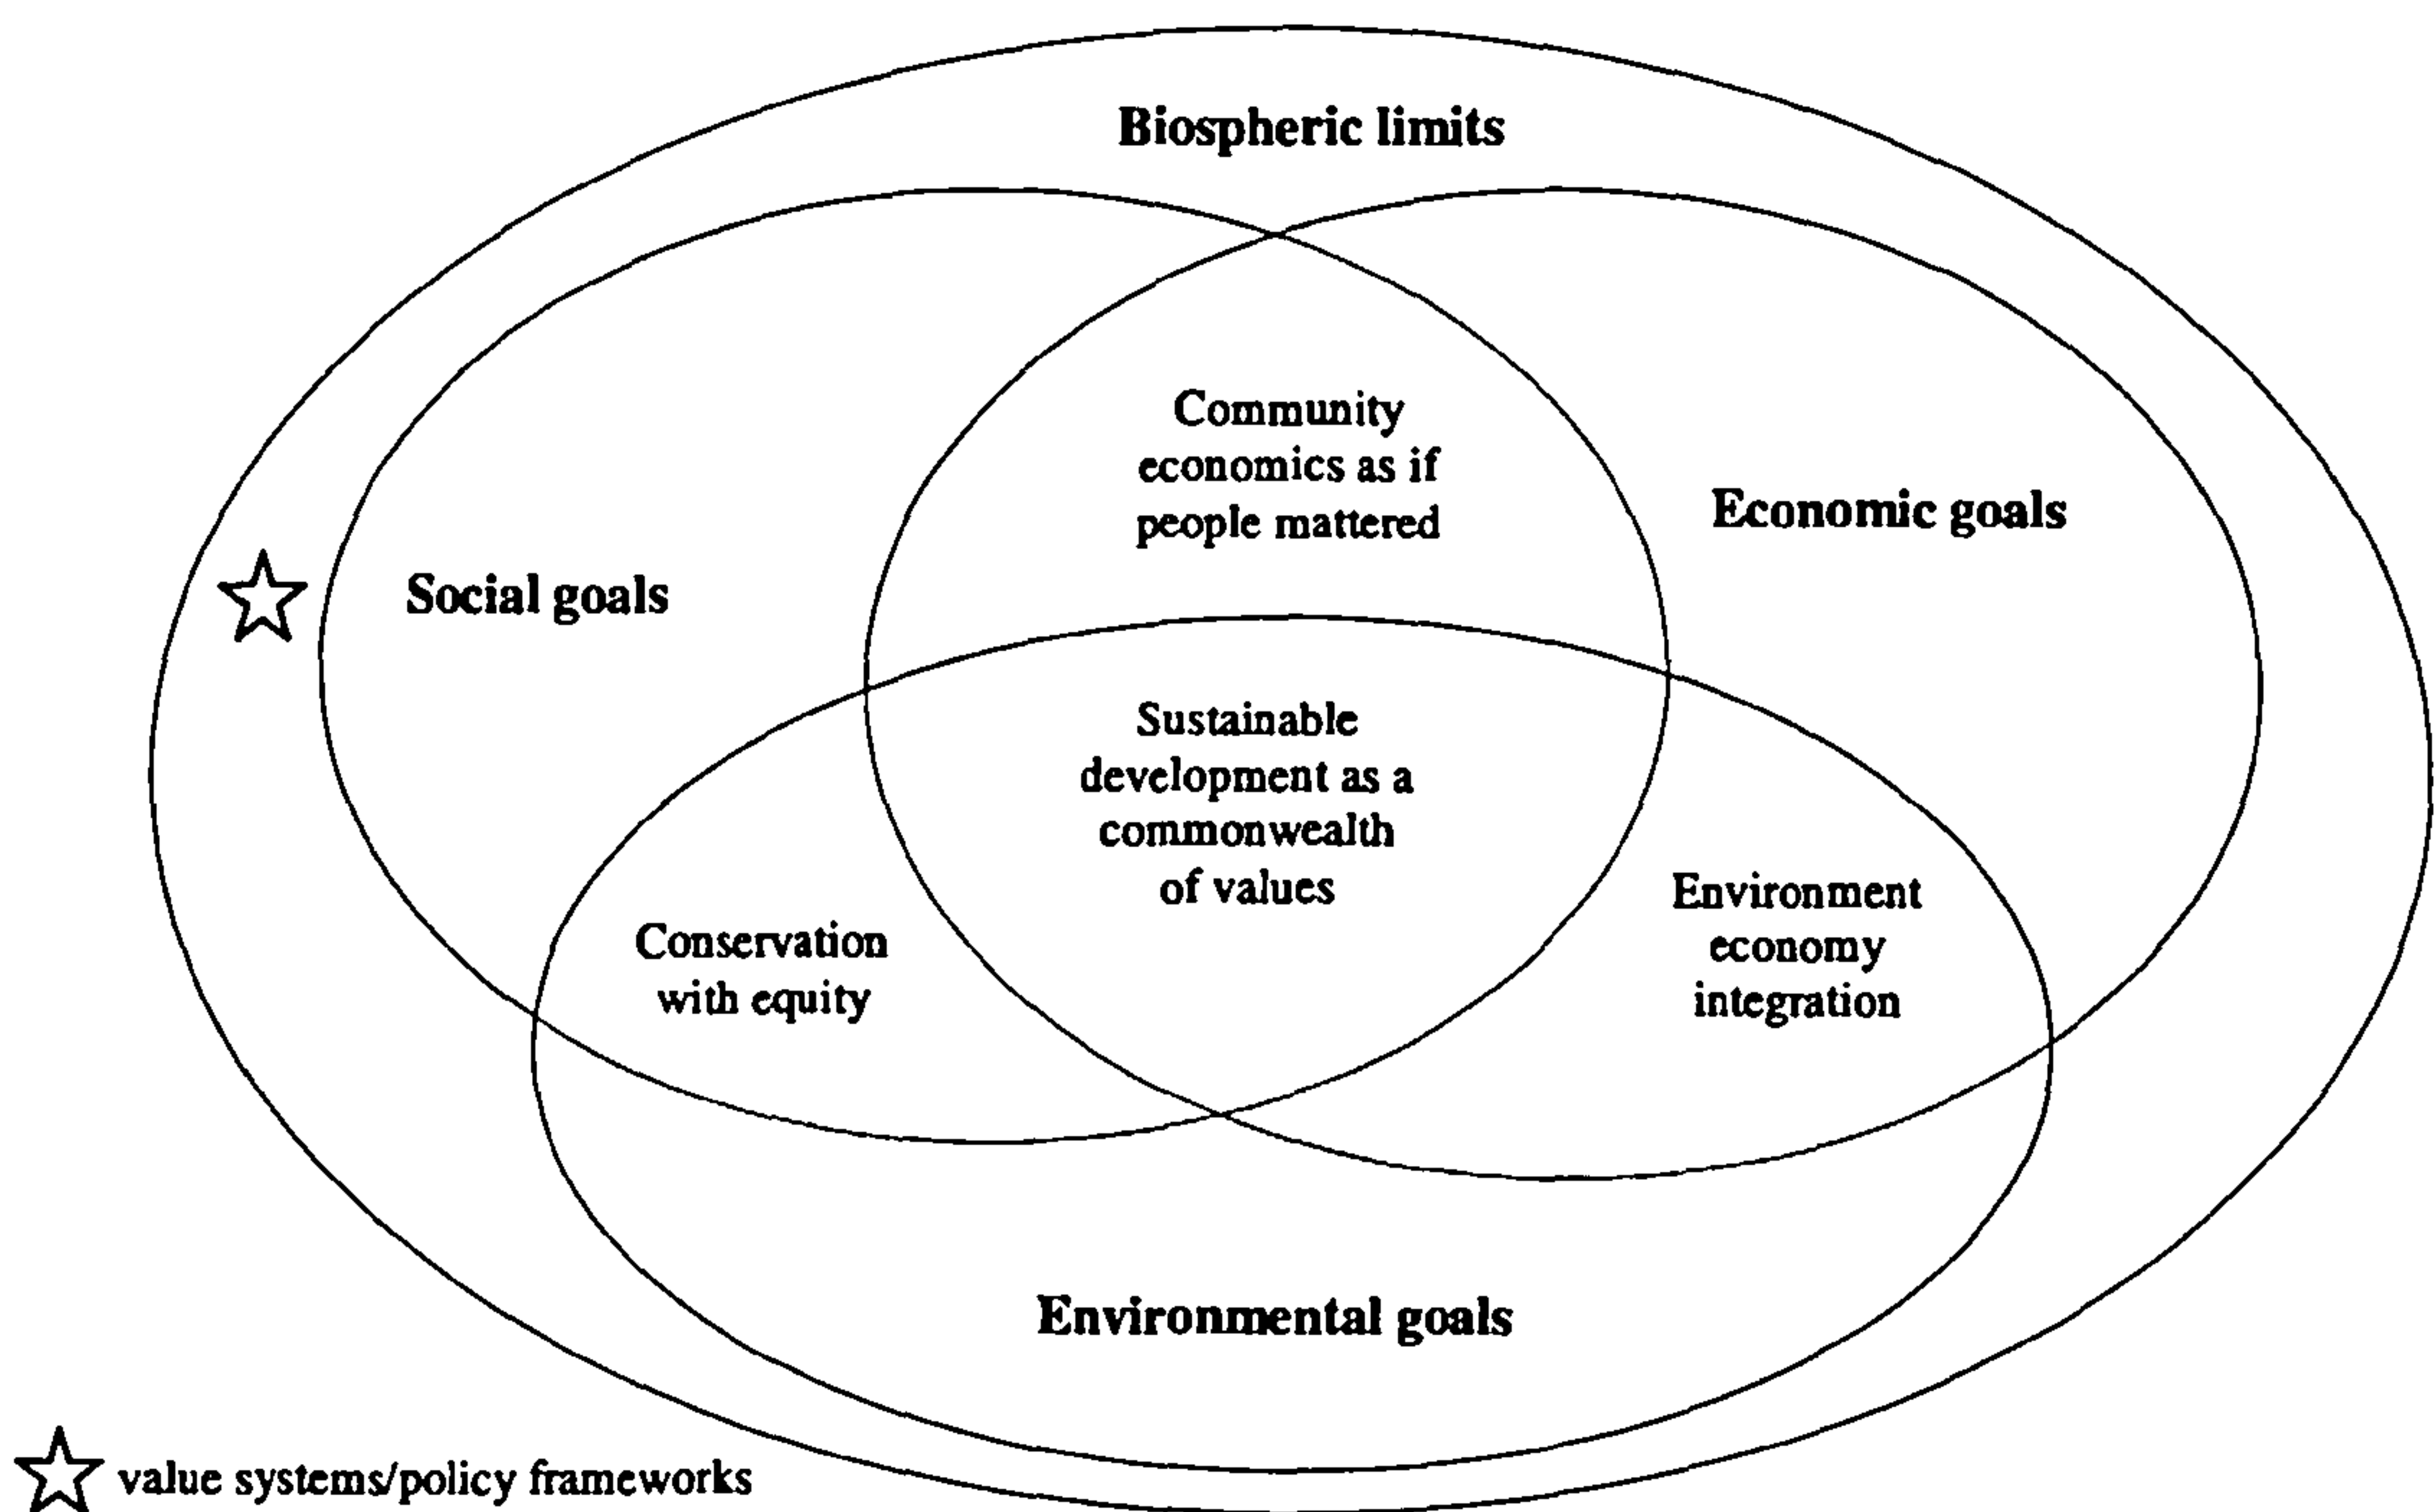 Biospheric limits
Community
economics as if
people mattered
Economic goals
Social goals
Sustainable
development as a
commonwealth
of values
Environment
economy
integration
Conservation
with equity
Environmental goals
value systems/policy frameworks